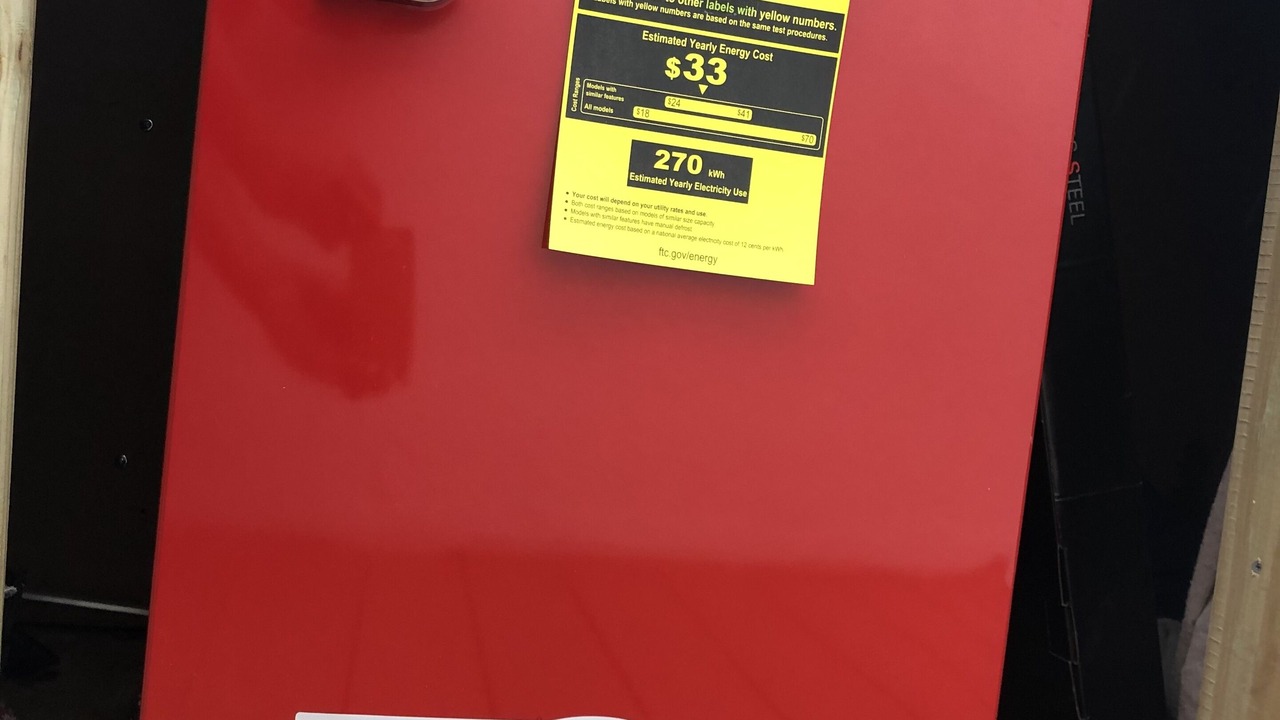 to other labels with yellow numbers.
labels with yellow numbers are based on the same test procedures.
Estimated Yearly Energy Cost
$33
Cost Ranges
Models with
similar features
$24
$41
All models
$18
$70
270 kWh
Estimated Yearly Electricity Use
• Your cost will depend on your utility rates and use.
• Both cost ranges based on models of similar size capacity.
• Models with similar features have manual defrost.
• Estimated energy cost based on a national average electricity cost of 12 cents per kWh.
ftc.gov/energy
STEEL